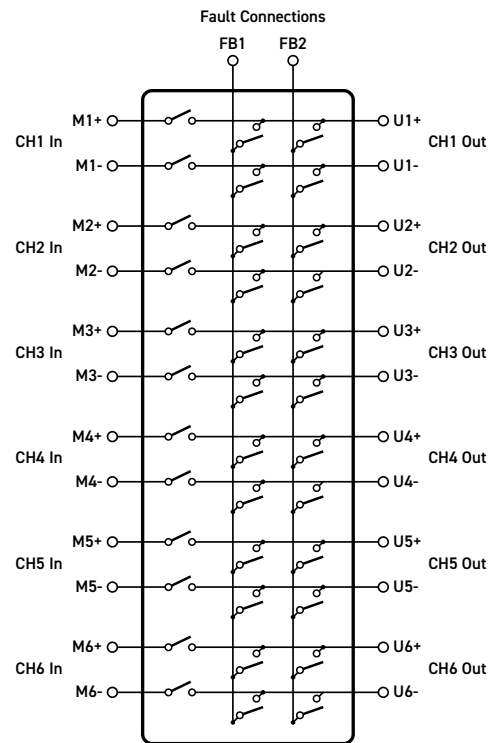 Fault Connections
FB1 FB2
M1+ U1+
CH1 In CH1 Out
M1- U1-
M2+ U2+
CH2 In CH2 Out
M2- U2-
M3+ U3+
CH3 In CH3 Out
M3- U3-
M4+ U4+
CH4 In CH4 Out
M4- U4-
M5+ U5+
CH5 In CH5 Out
M5- U5-
M6+ U6+
CH6 In CH6 Out
M6- U6-